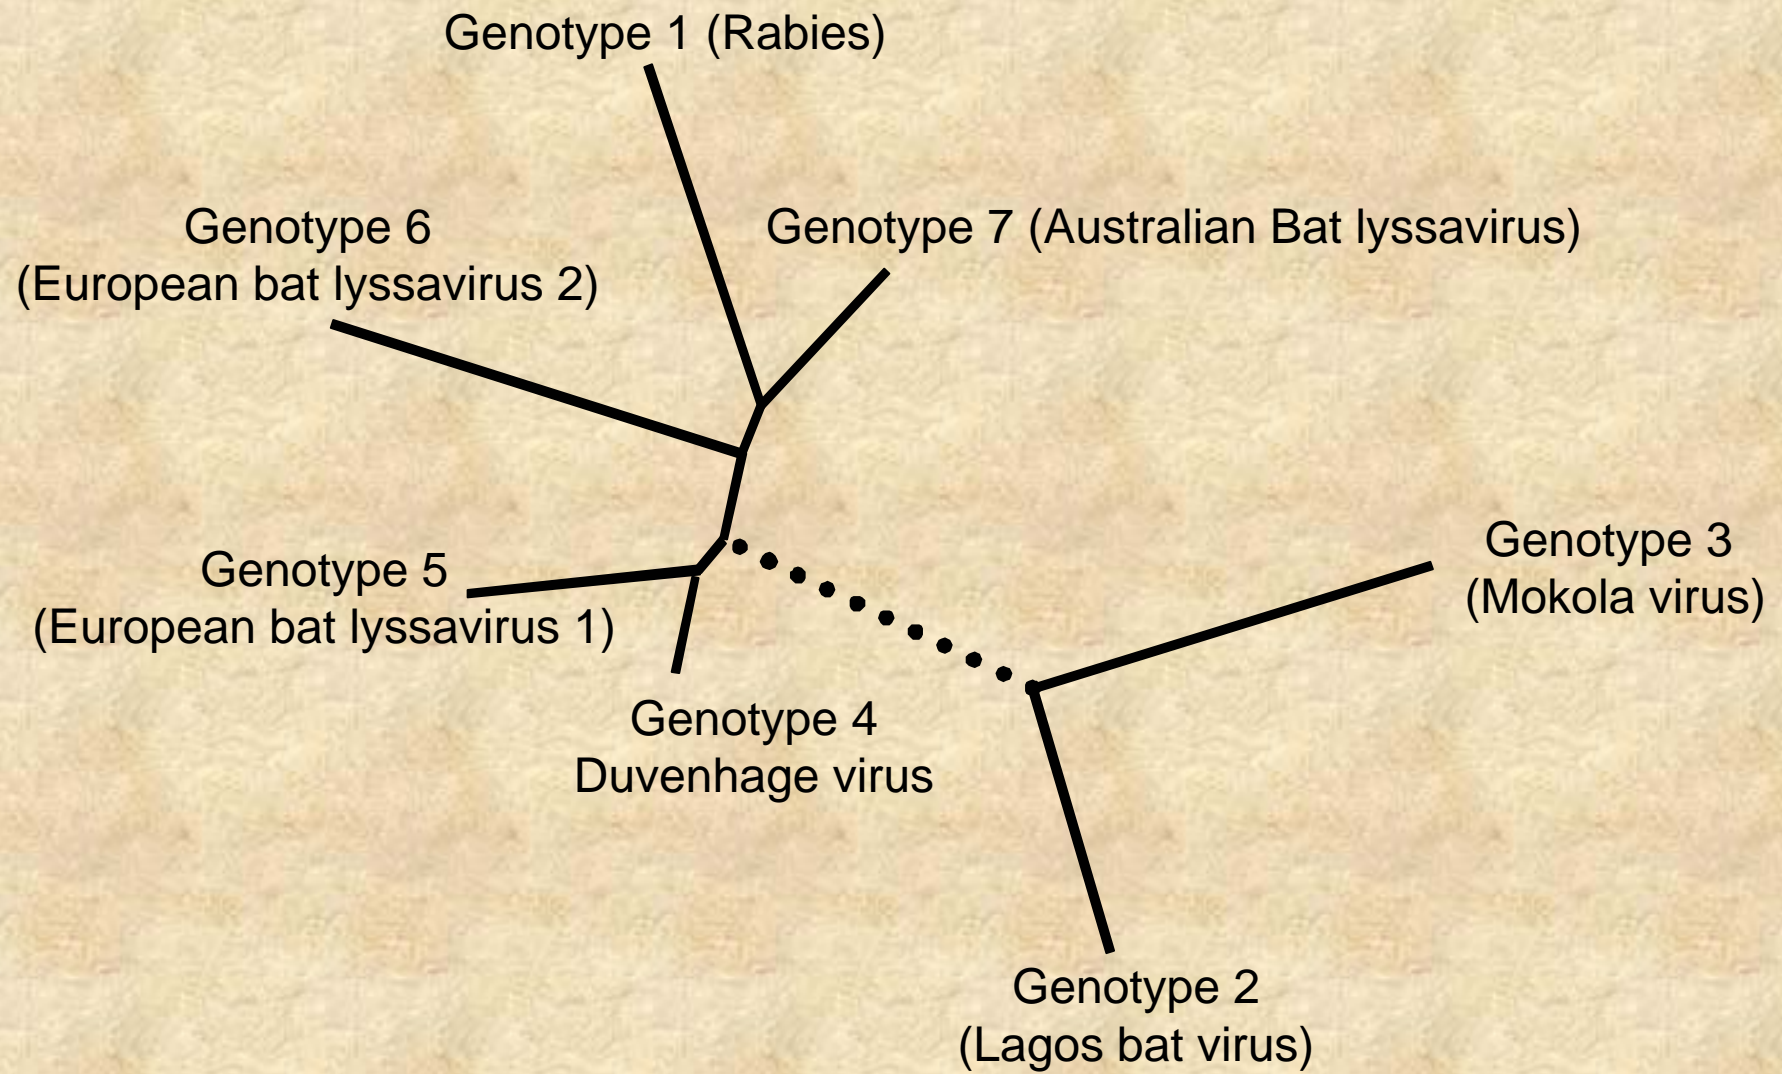 Genotype 1 (Rabies)
Genotype 6
(European bat lyssavirus 2)
Genotype 7 (Australian Bat lyssavirus)
Genotype 3
(Mokola virus)
Genotype 5
(European bat lyssavirus 1)
Genotype 4
Duvenhage virus
Genotype 2
(Lagos bat virus)